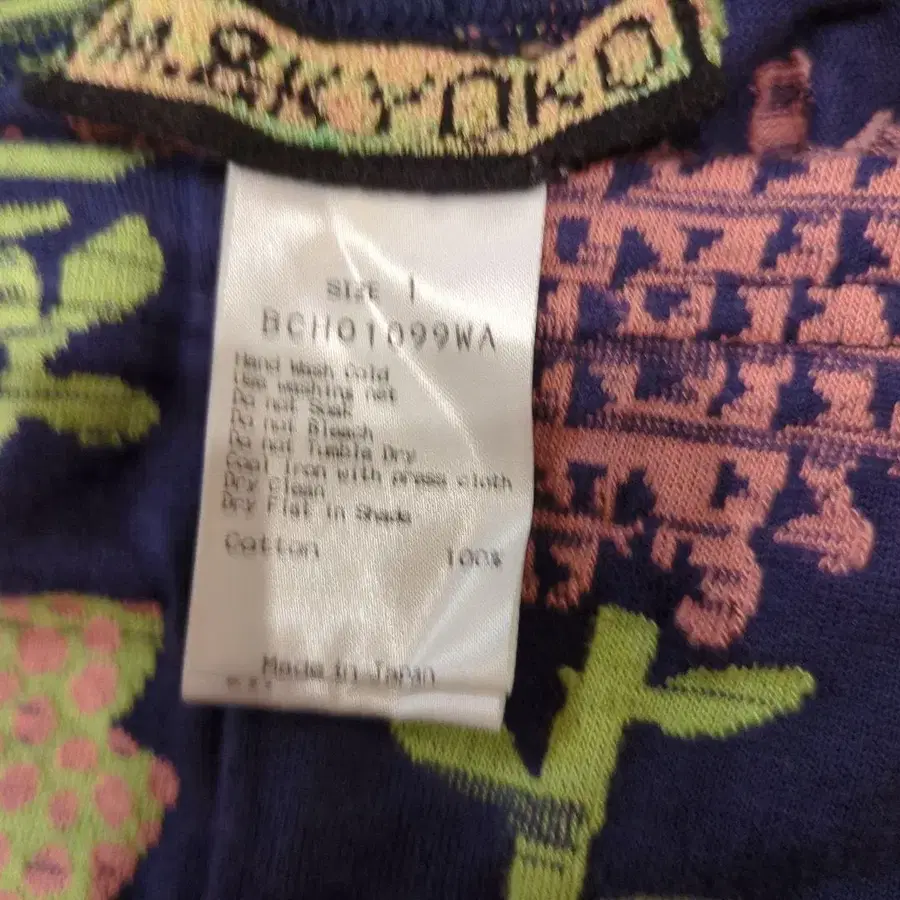 M.&KYOKO
SIZE 1
BCH01099WA
Hand Wash Cold
Use washing net
Do not Soak
Do not Bleach
Do not Tumble Dry
Cool iron with press cloth
Dry Clean
Dry Flat in Shade
Cotton 100%
Made in Japan